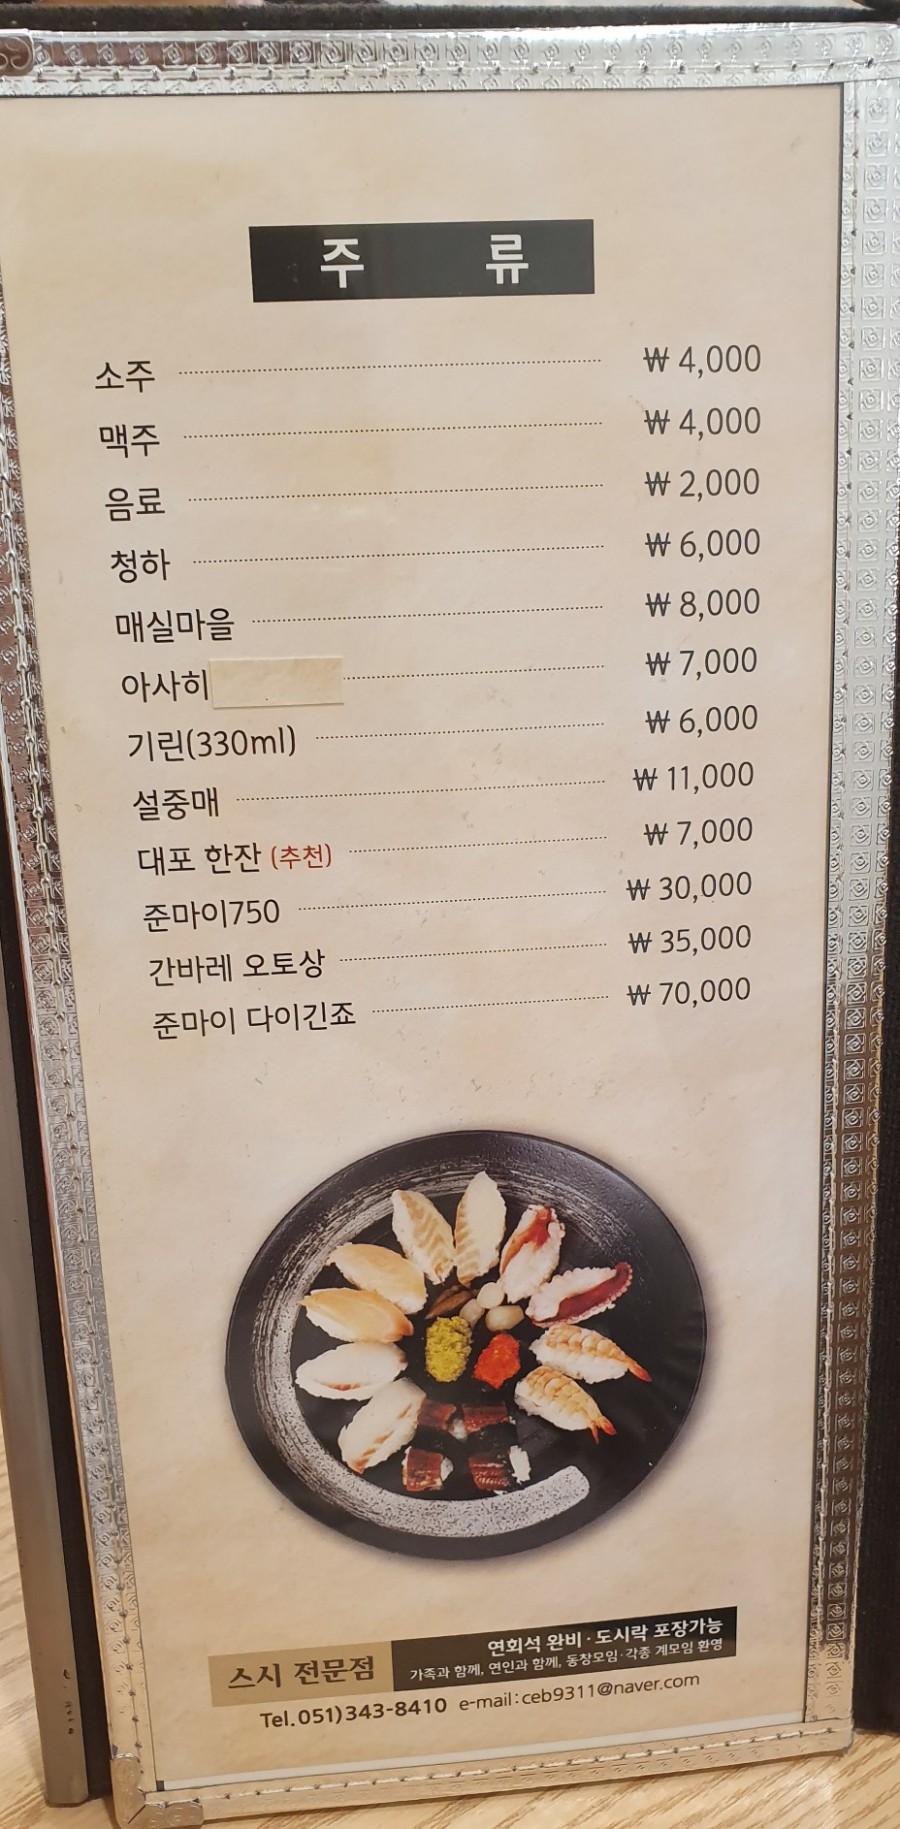 주 류
소주 ₩ 4,000
맥주 ₩ 4,000
음료 ₩ 2,000
청하 ₩ 6,000
매실마을 ₩ 8,000
아사히 ₩ 7,000
기린(330ml) ₩ 6,000
설중매 ₩ 11,000
대포 한잔 (추천) ₩ 7,000
준마이750 ₩ 30,000
간바레 오토상 ₩ 35,000
준마이 다이긴죠 ₩ 70,000
스시 전문점
연회석 완비·도시락 포장가능
가족과 함께, 연인과 함께, 동창모임·각종 계모임 환영
Tel.051)343-8410 e-mail:ceb9311@naver.com